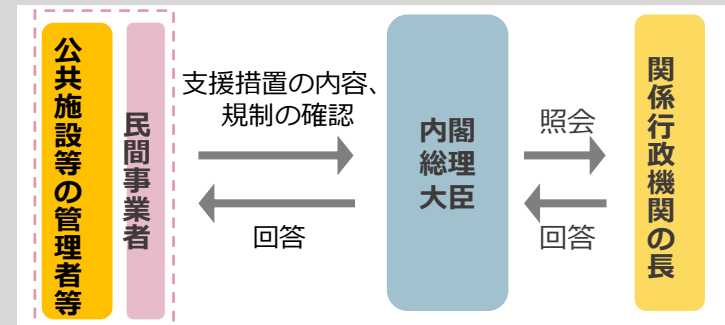 公共施設等の管理者等
民間事業者
支援措置の内容、
規制の確認
回答
内閣
総理
大臣
照会
回答
関係行政機関の長